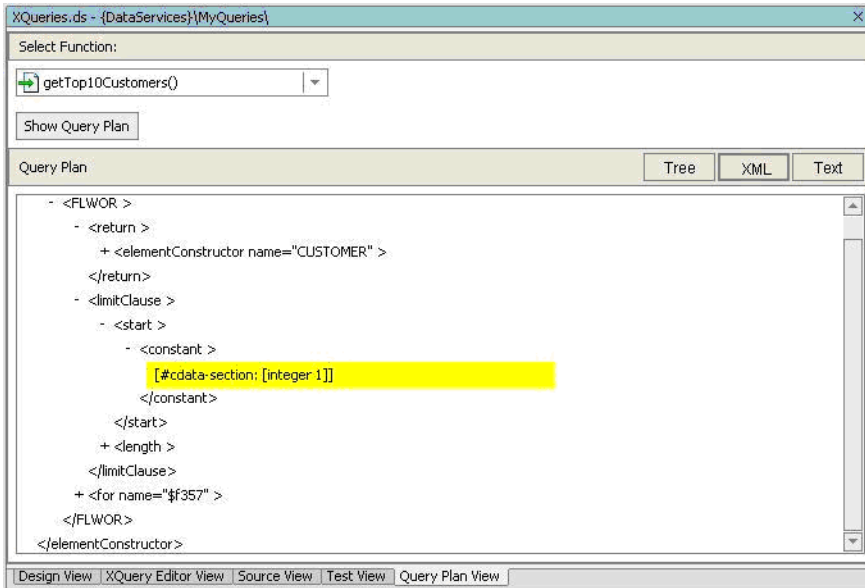 XQueries.ds - {DataServices}\MyQueries\
Select Function:
getTop10Customers()
Show Query Plan
Query Plan Tree XML Text
- <FLWOR >
- <return >
+ <elementConstructor name="CUSTOMER" >
</return>
- <limitClause >
- <start >
- <constant >
[#cdata-section: [integer 1]]
</constant>
</start>
+ <length >
</limitClause>
+ <for name="$f357" >
</FLWOR>
</elementConstructor>
Design View XQuery Editor View Source View Test View Query Plan View